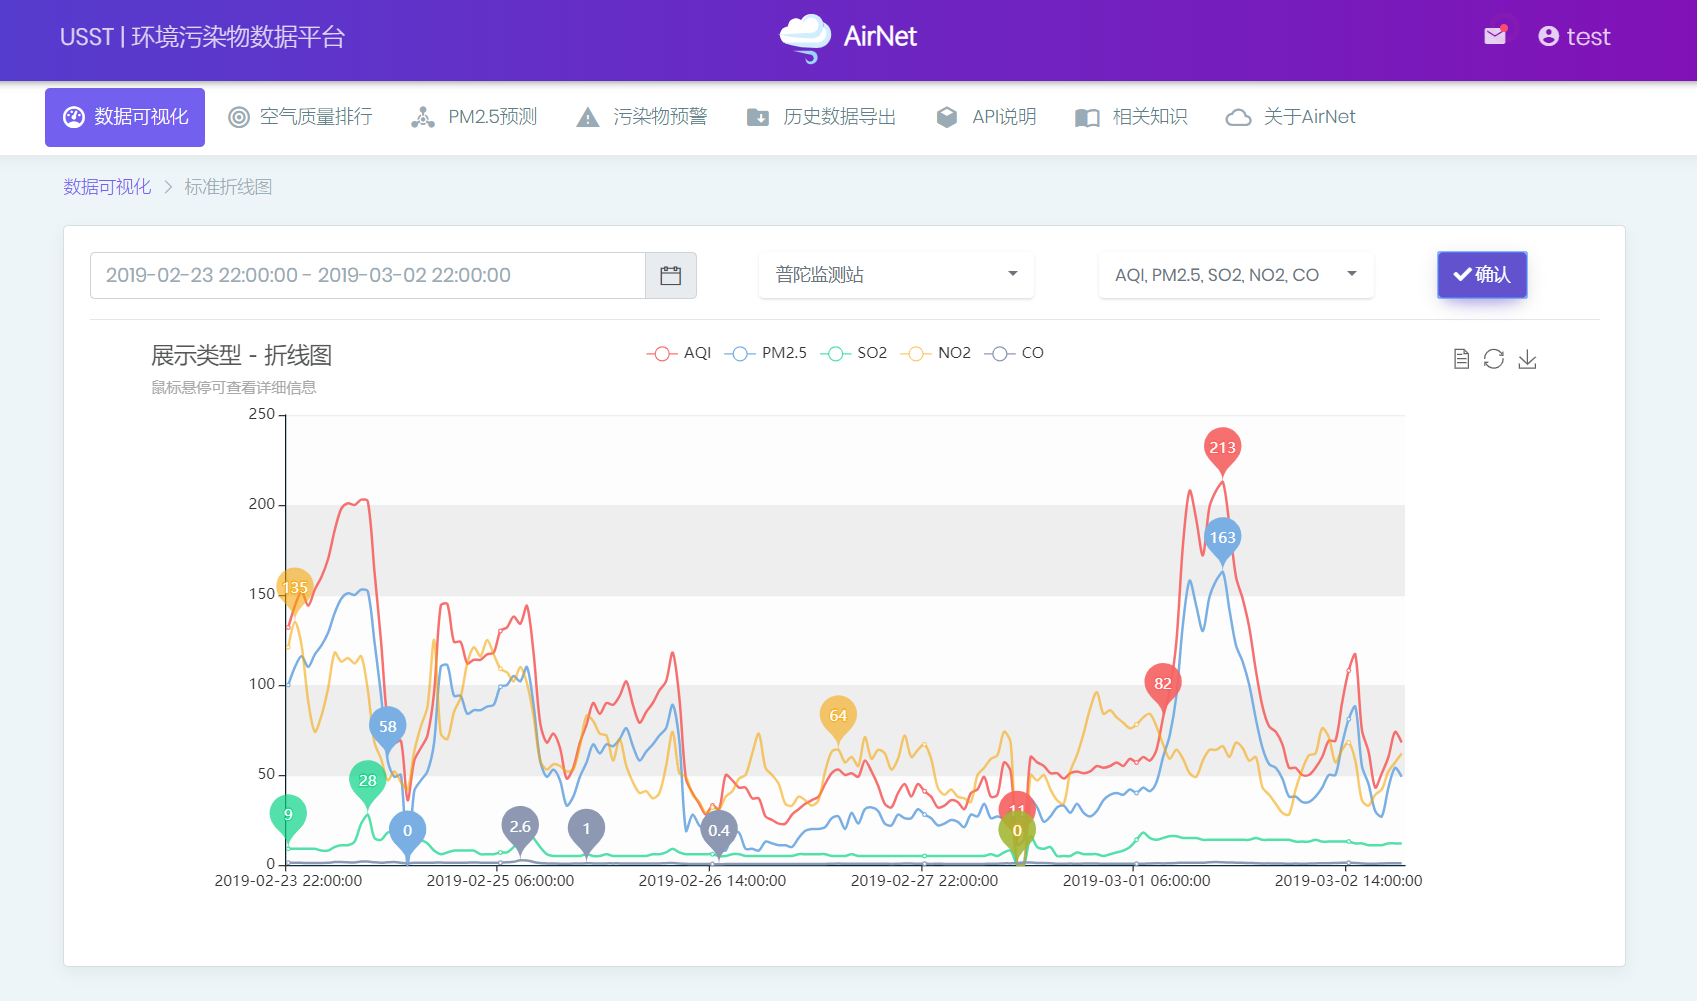 USST | 环境污染物数据平台
AirNet
test
数据可视化
空气质量排行
PM2.5预测
污染物预警
历史数据导出
API说明
相关知识
关于AirNet
数据可视化 > 标准折线图
2019-02-23 22:00:00 - 2019-03-02 22:00:00
普陀监测站
AQI, PM2.5, SO2, NO2, CO
确认
展示类型 - 折线图
鼠标悬停可查看详细信息
AQI PM2.5 SO2 NO2 CO
250
200
150
100
50
0
213
163
135
82
58
64
28
9
0
2.6
1
0.4
11
0
2019-02-23 22:00:00
2019-02-25 06:00:00
2019-02-26 14:00:00
2019-02-27 22:00:00
2019-03-01 06:00:00
2019-03-02 14:00:00